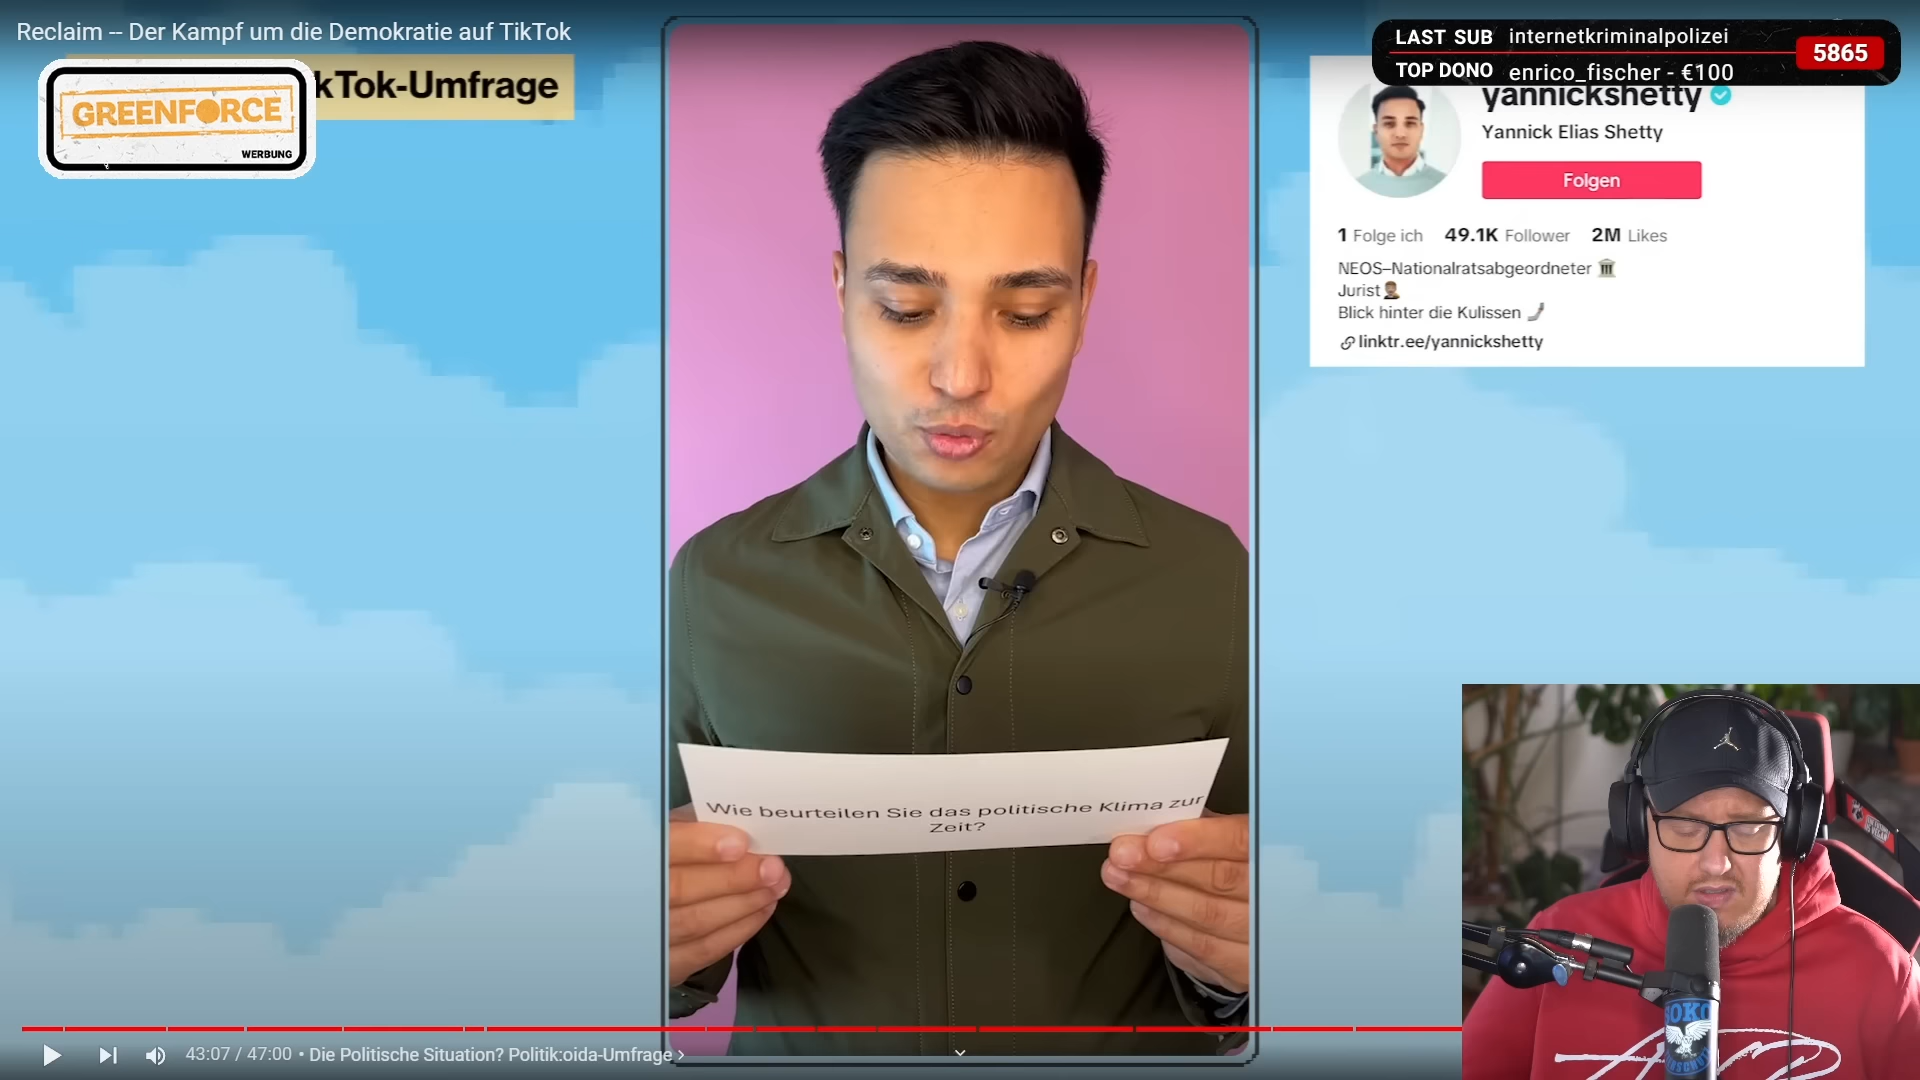 Reclaim -- Der Kampf um die Demokratie auf TikTok
kTok-Umfrage
GREENFORCE
WERBUNG
LAST SUB internetkriminalpolizei
TOP DONO enrico_fischer - €100
5865
yannickshetty
Yannick Elias Shetty
Folgen
1 Folge ich 49.1K Follower 2M Likes
NEOS–Nationalratsabgeordneter 🏛️
Jurist👨🏽‍⚖️
Blick hinter die Kulissen 🤳
linktr.ee/yannickshetty
Wie beurteilen Sie das politische Klima zur
Zeit?
SOKO
43:07 / 47:00 • Die Politische Situation? Politik:oida-Umfrage